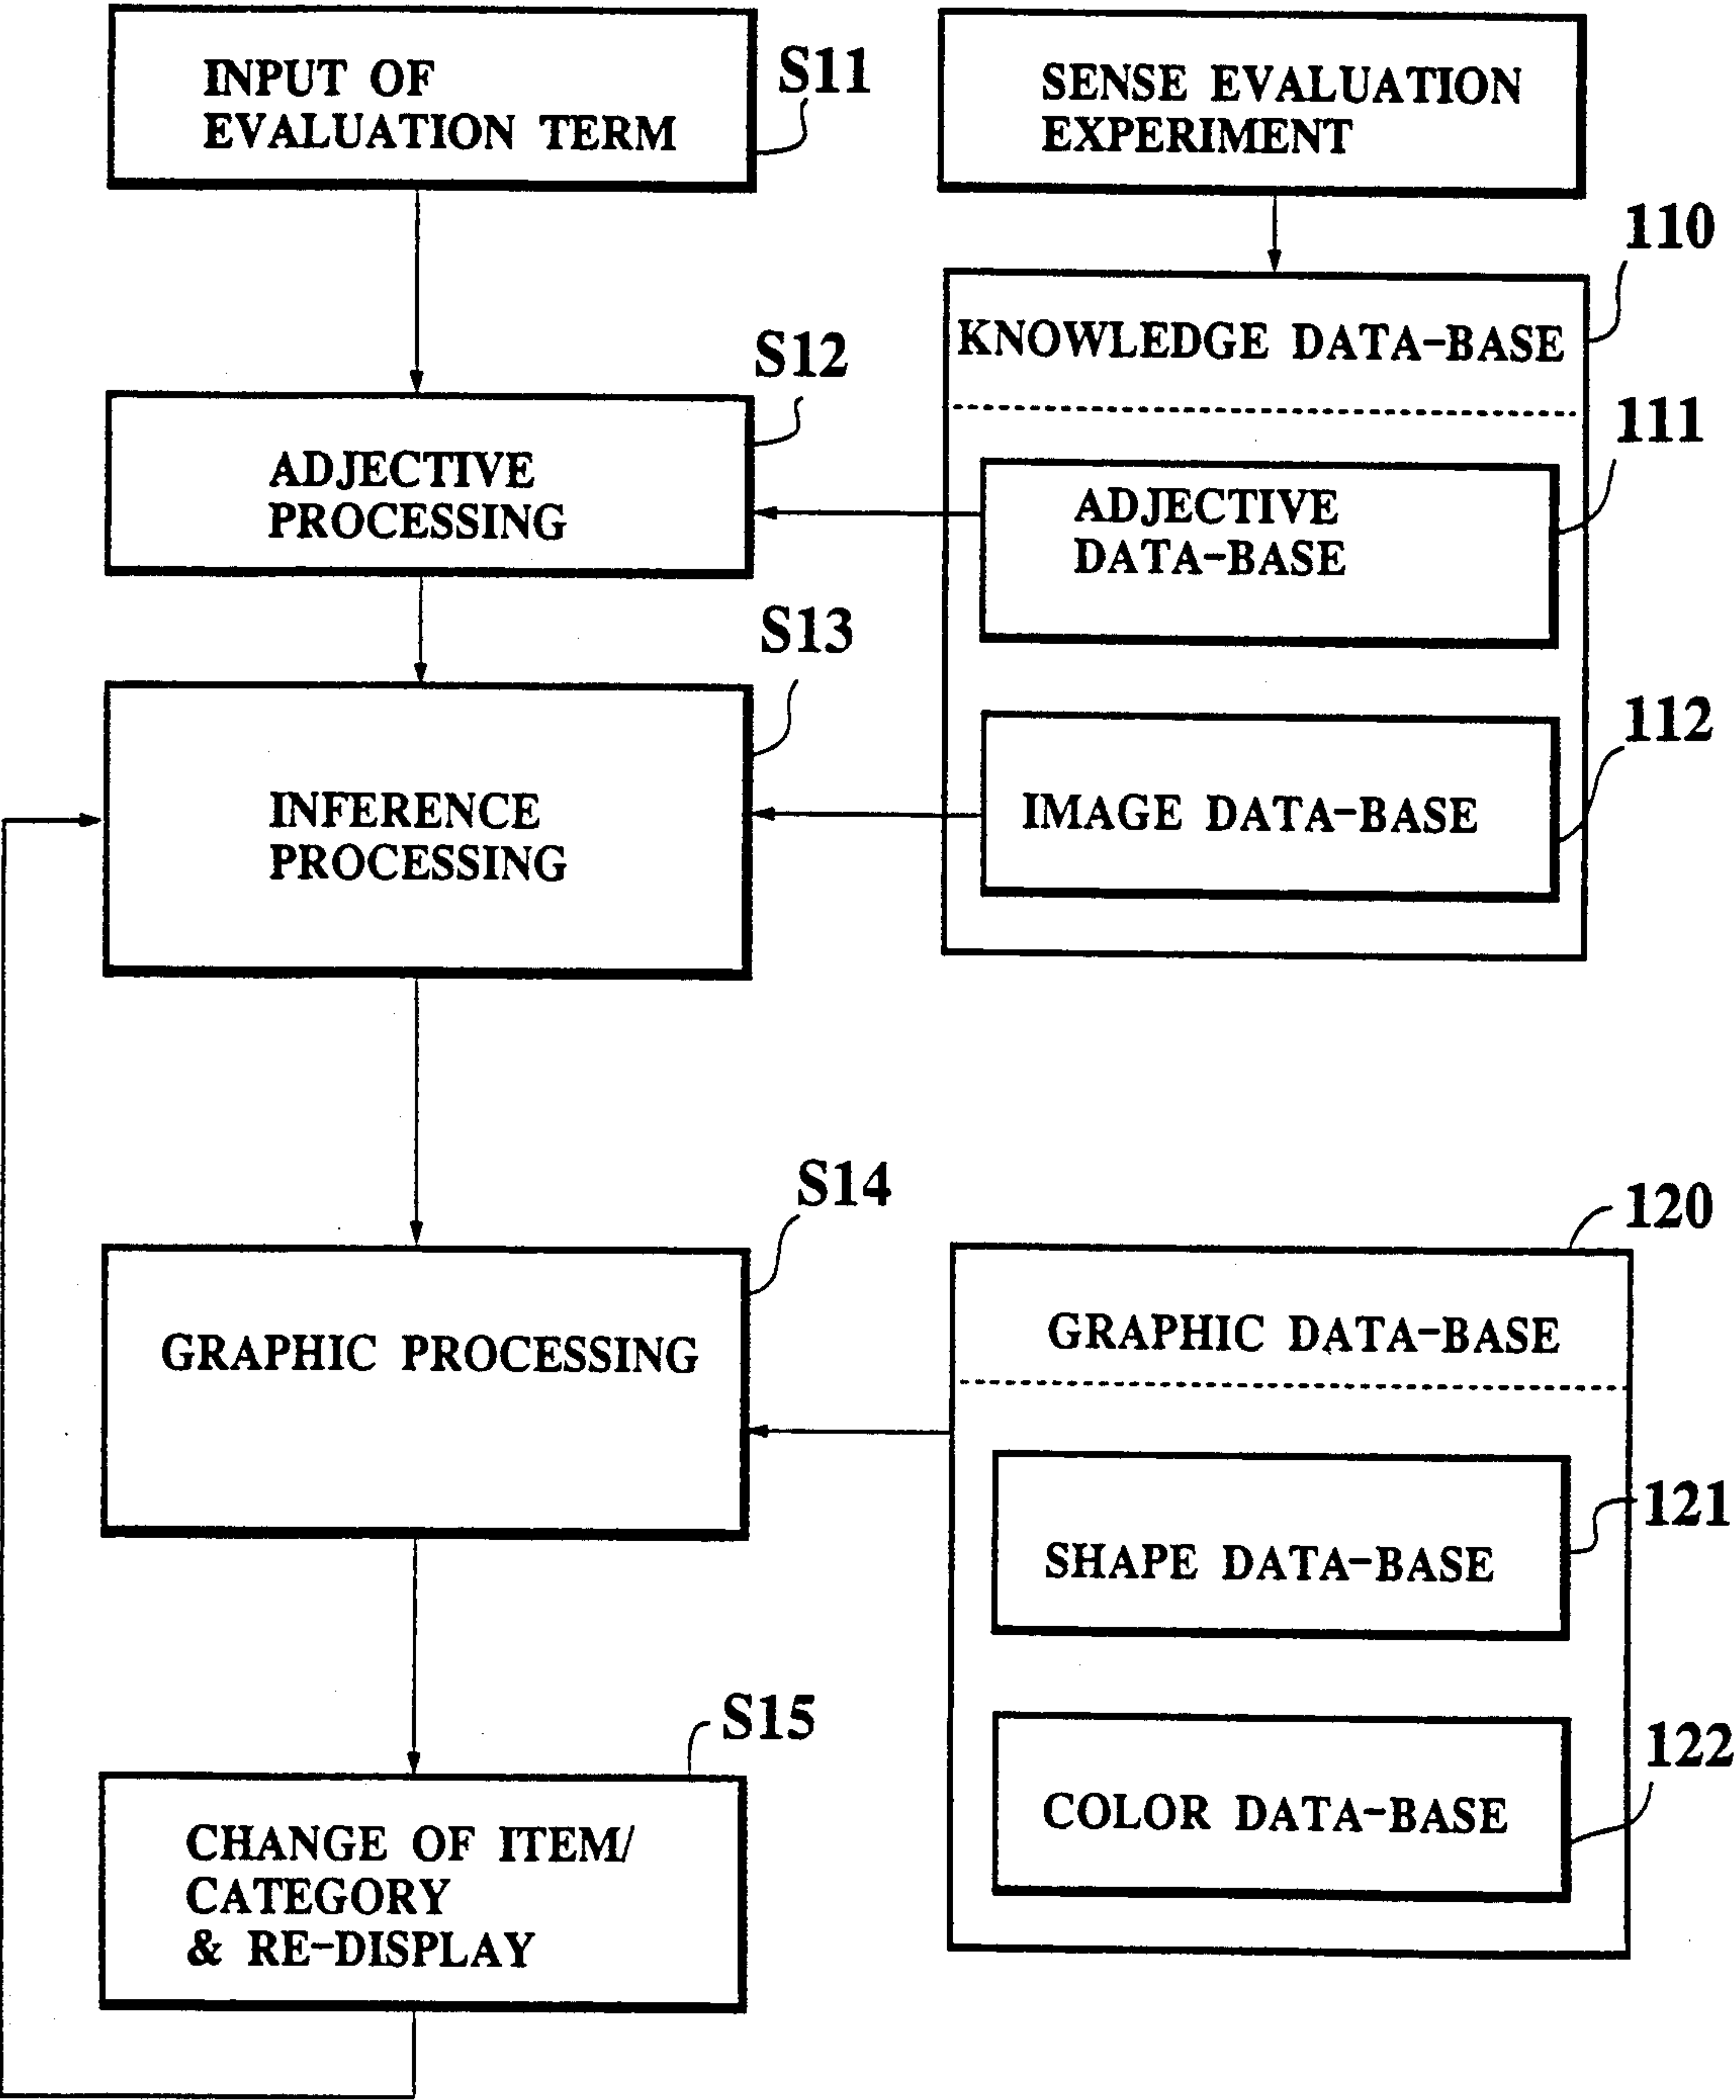 INPUT OF
EVALUATION TERM
S11
SENSE EVALUATION
EXPERIMENT
110
KNOWLEDGE DATA-BASE
S12
ADJECTIVE
PROCESSING
111
ADJECTIVE
DATA-BASE
S13
INFERENCE
PROCESSING
112
IMAGE DATA-BASE
S14
GRAPHIC PROCESSING
120
GRAPHIC DATA-BASE
121
SHAPE DATA-BASE
S15
CHANGE OF ITEM/
CATEGORY
& RE-DISPLAY
122
COLOR DATA-BASE